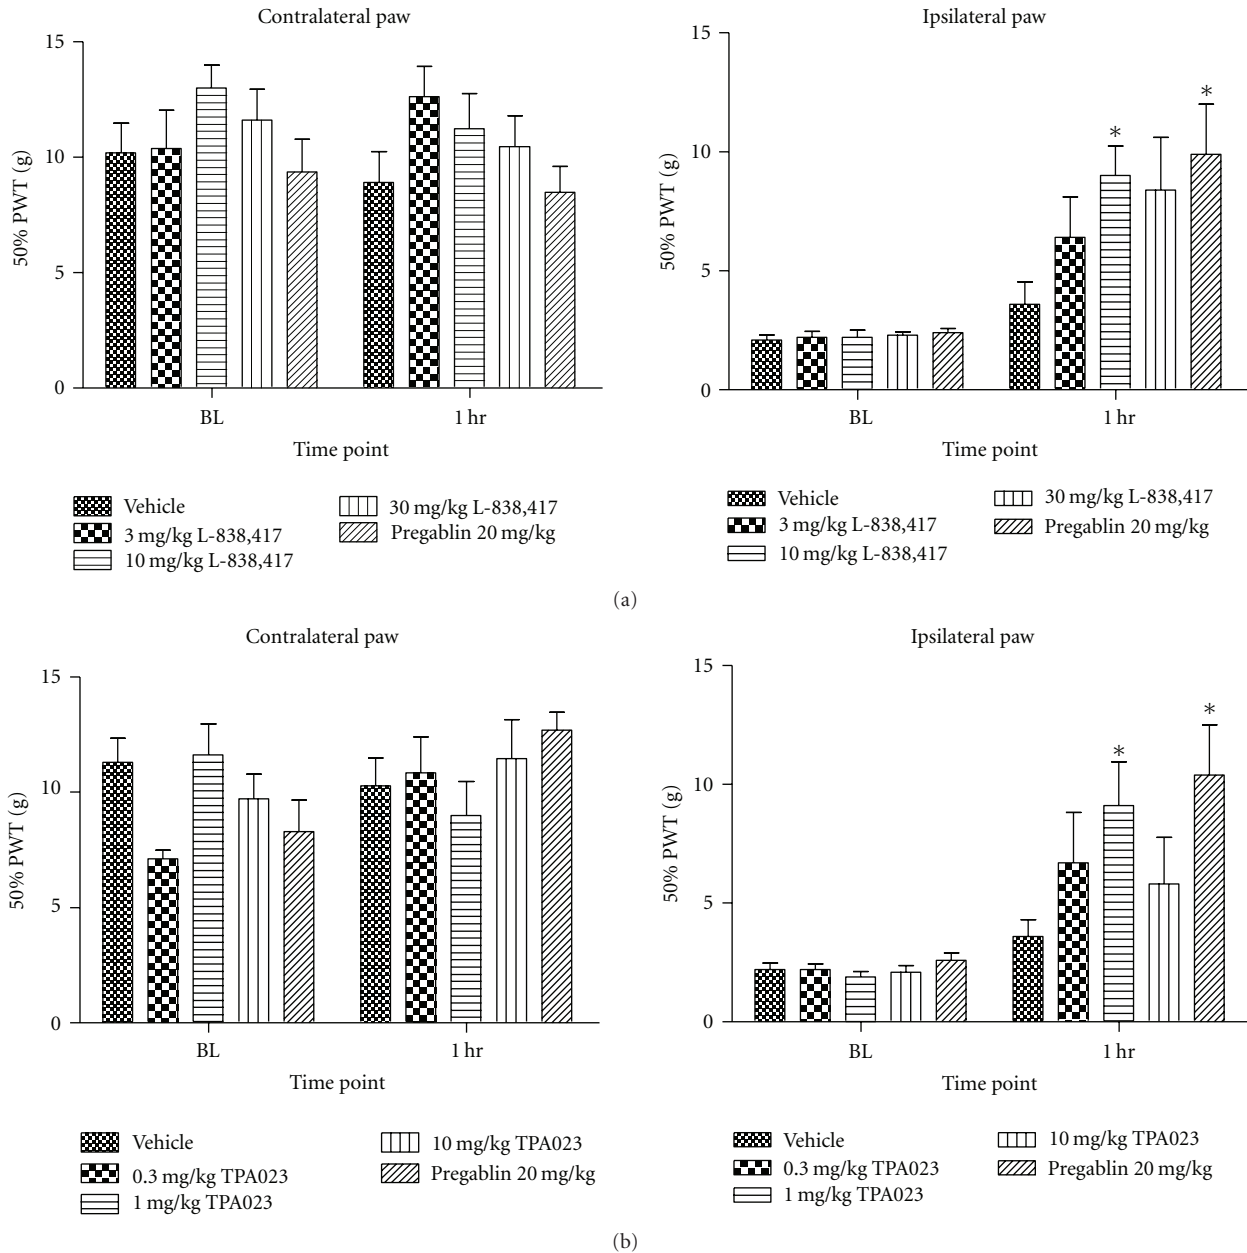 Contralateral paw
15
10
5
0
50% PWT (g)
BL
1 hr
Time point
Vehicle
3 mg/kg L-838,417
10 mg/kg L-838,417
30 mg/kg L-838,417
Pregablin 20 mg/kg
Ipsilateral paw
15
10
5
0
50% PWT (g)
*
*
BL
1 hr
Time point
Vehicle
3 mg/kg L-838,417
10 mg/kg L-838,417
30 mg/kg L-838,417
Pregablin 20 mg/kg
(a)
Contralateral paw
15
10
5
0
50% PWT (g)
BL
1 hr
Time point
Vehicle
0.3 mg/kg TPA023
1 mg/kg TPA023
10 mg/kg TPA023
Pregablin 20 mg/kg
Ipsilateral paw
15
10
5
0
50% PWT (g)
*
*
BL
1 hr
Time point
Vehicle
0.3 mg/kg TPA023
1 mg/kg TPA023
10 mg/kg TPA023
Pregablin 20 mg/kg
(b)